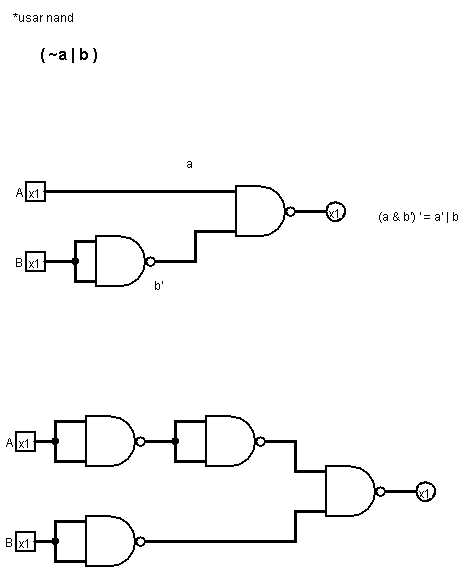 *usar nand
( ~a | b )
a
A x1
x1
(a & b') ' = a' | b
B x1
b'
A x1
x1
B x1